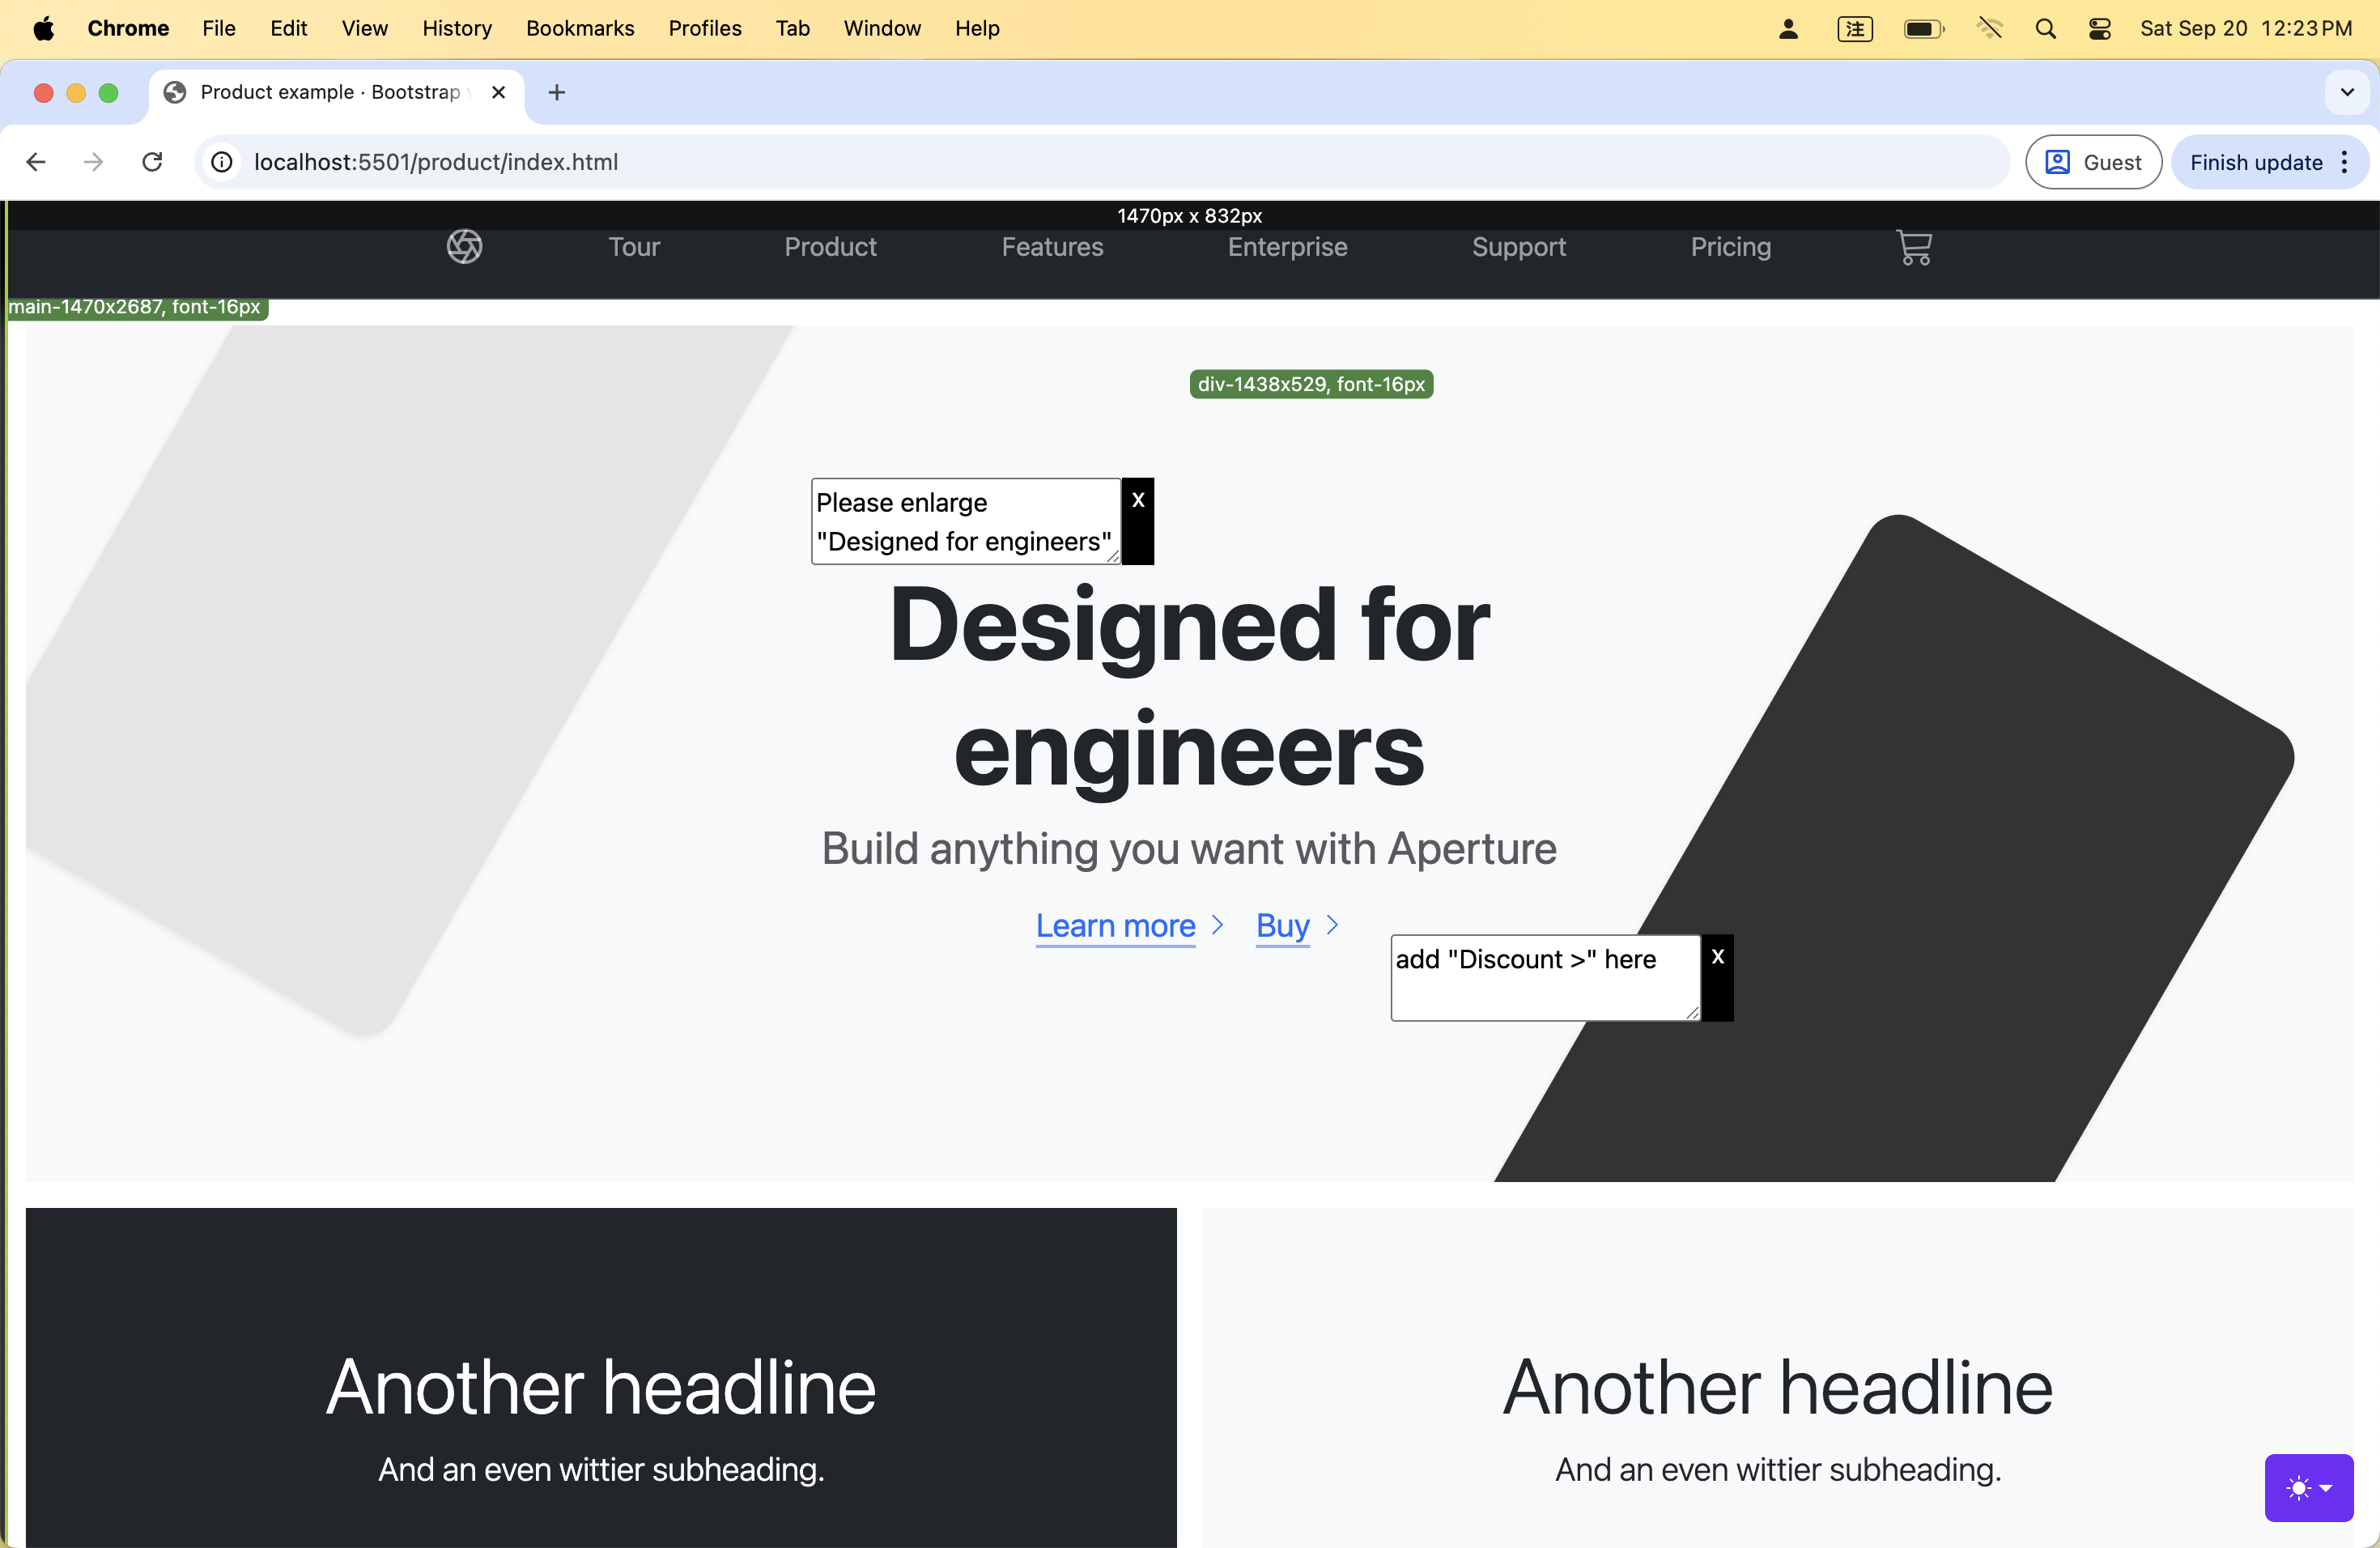 Chrome File Edit View History Bookmarks Profiles Tab Window Help 注 Sat Sep 20 12:23 PM
Product example · Bootstrap
localhost:5501/product/index.html Guest Finish update
1470px x 832px
Tour Product Features Enterprise Support Pricing
main-1470x2687, font-16px
div-1438x529, font-16px
Please enlarge X
"Designed for engineers"
Designed for
engineers
Build anything you want with Aperture
Learn more > Buy >
add "Discount >" here X
Another headline Another headline
And an even wittier subheading. And an even wittier subheading.